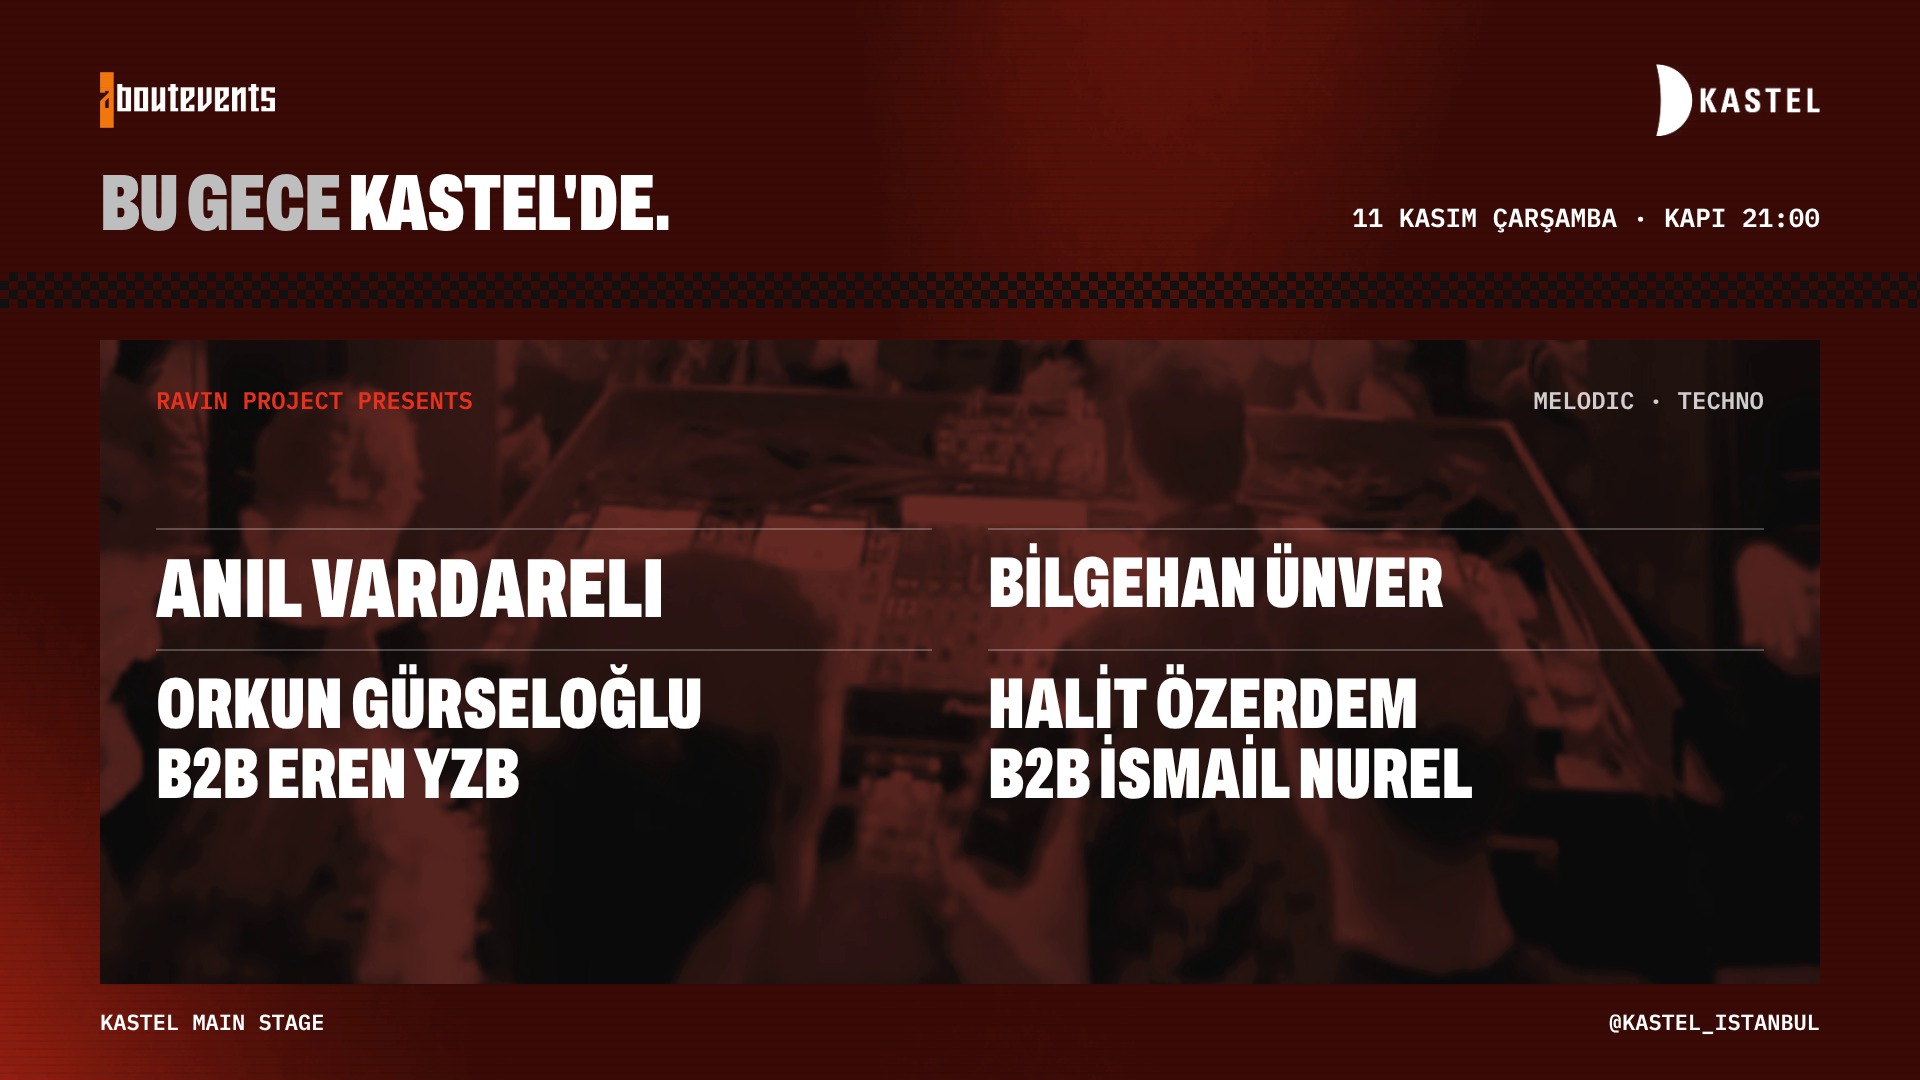 aboutevents
KASTEL
BU GECE KASTEL'DE.
11 KASIM ÇARŞAMBA · KAPI 21:00
RAVIN PROJECT PRESENTS
MELODIC · TECHNO
ANIL VARDARELI
BİLGEHAN ÜNVER
ORKUN GÜRSELOĞLU
B2B EREN YZB
HALİT ÖZERDEM
B2B İSMAİL NUREL
KASTEL MAIN STAGE
@KASTEL_ISTANBUL